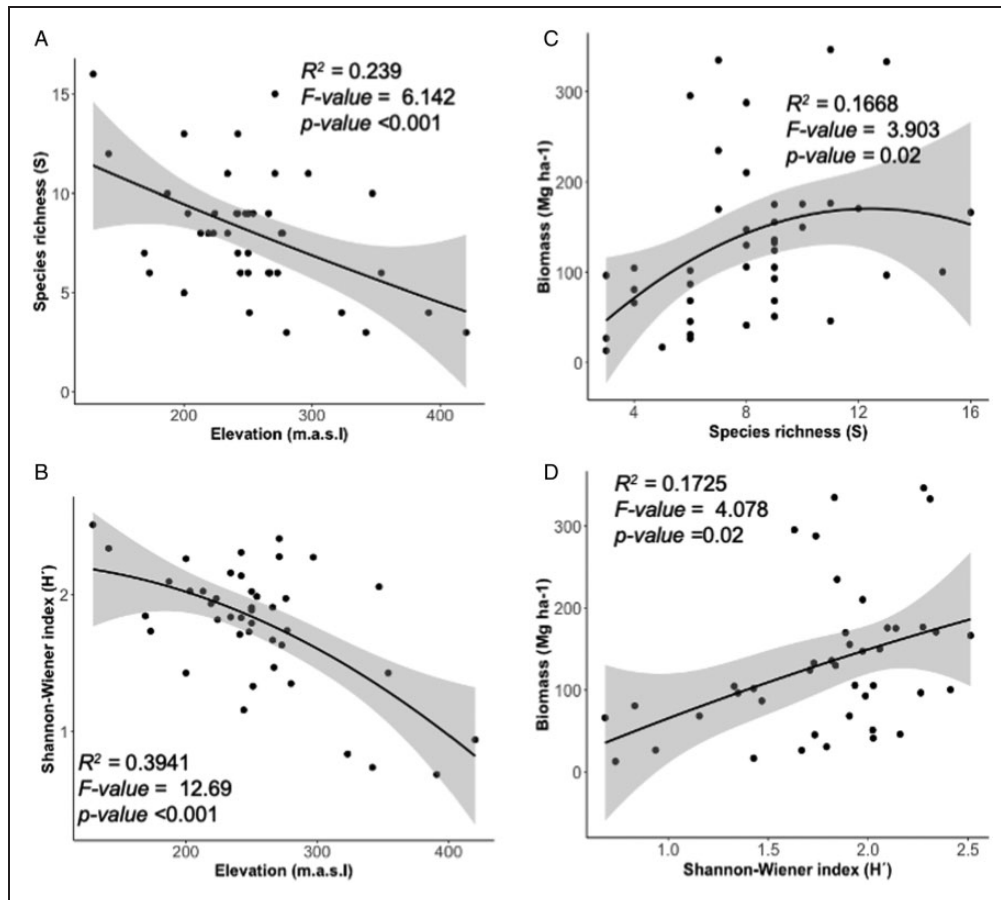 A
R² = 0.239
F-value = 6.142
p-value <0.001
Species richness (S)
15
10
5
0
200
300
400
Elevation (m.a.s.l)
C
R² = 0.1668
F-value = 3.903
p-value = 0.02
Biomass (Mg ha-1)
300
200
100
0
4
8
12
16
Species richness (S)
B
R² = 0.3941
F-value = 12.69
p-value <0.001
Shannon-Wiener index (H´)
2
1
200
300
400
Elevation (m.a.s.l)
D
R² = 0.1725
F-value = 4.078
p-value =0.02
Biomass (Mg ha-1)
300
200
100
0
1.0
1.5
2.0
2.5
Shannon-Wiener index (H´)